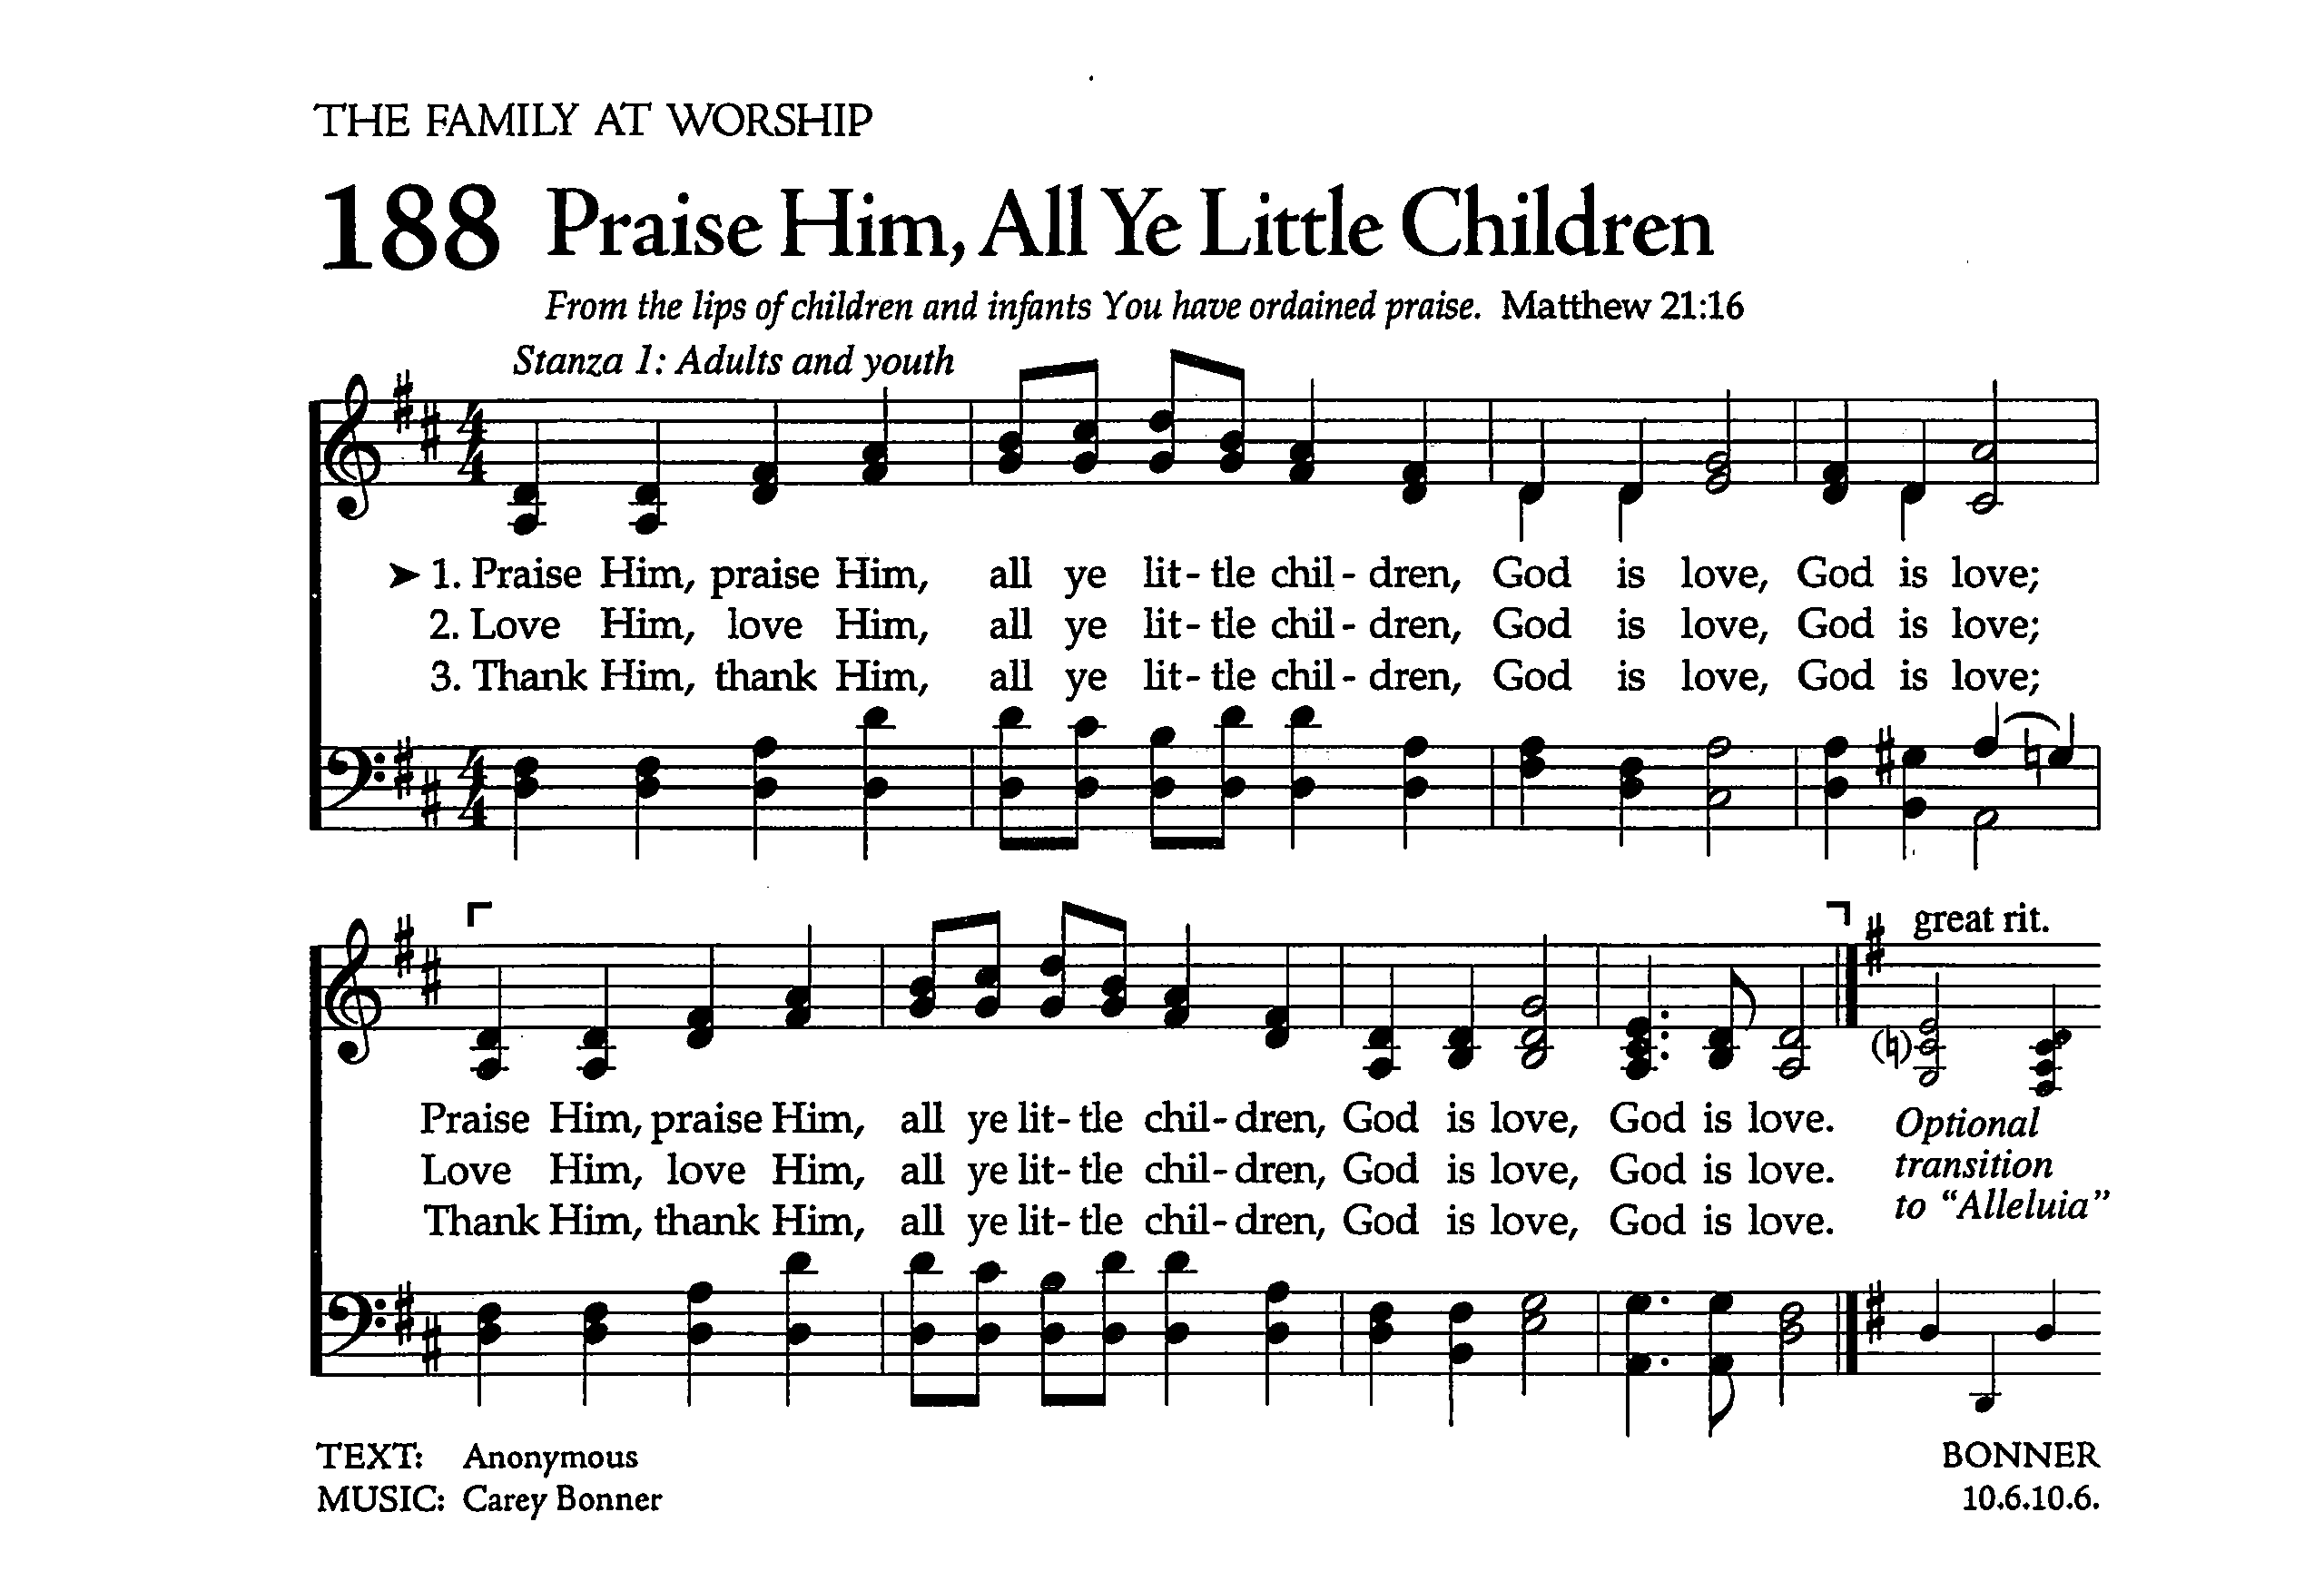 THE FAMILY AT WORSHIP
188 Praise Him, All Ye Little Children
From the lips of children and infants You have ordained praise. Matthew 21:16
Stanza 1: Adults and youth
4 4
➤ 1. Praise Him, praise Him, all ye lit- tle chil - dren, God is love, God is love;
2. Love Him, love Him, all ye lit- tle chil - dren, God is love, God is love;
3. Thank Him, thank Him, all ye lit- tle chil - dren, God is love, God is love;
4 4
great rit.
Praise Him, praise Him, all ye lit- tle chil- dren, God is love, God is love.
Love Him, love Him, all ye lit- tle chil- dren, God is love, God is love.
Thank Him, thank Him, all ye lit- tle chil- dren, God is love, God is love.
Optional
transition
to “Alleluia”
TEXT: Anonymous
MUSIC: Carey Bonner
BONNER
10.6.10.6.